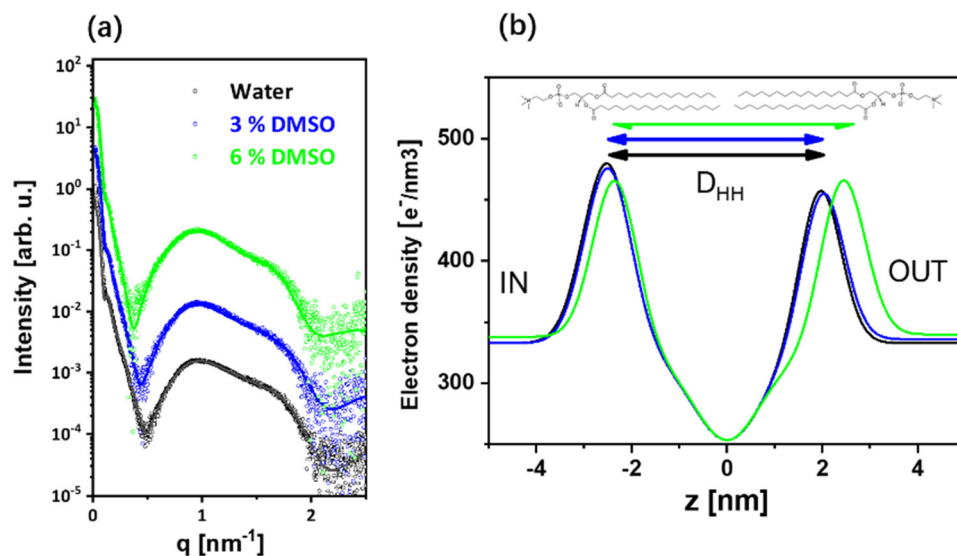 (a)
10²
10¹
10⁰
10⁻¹
10⁻²
10⁻³
10⁻⁴
10⁻⁵
Intensity [arb. u.]
Water
3 % DMSO
6 % DMSO
0
1
2
q [nm⁻¹]
(b)
500
400
300
Electron density [e⁻/nm3]
D_HH
IN
OUT
-4
-2
0
2
4
z [nm]